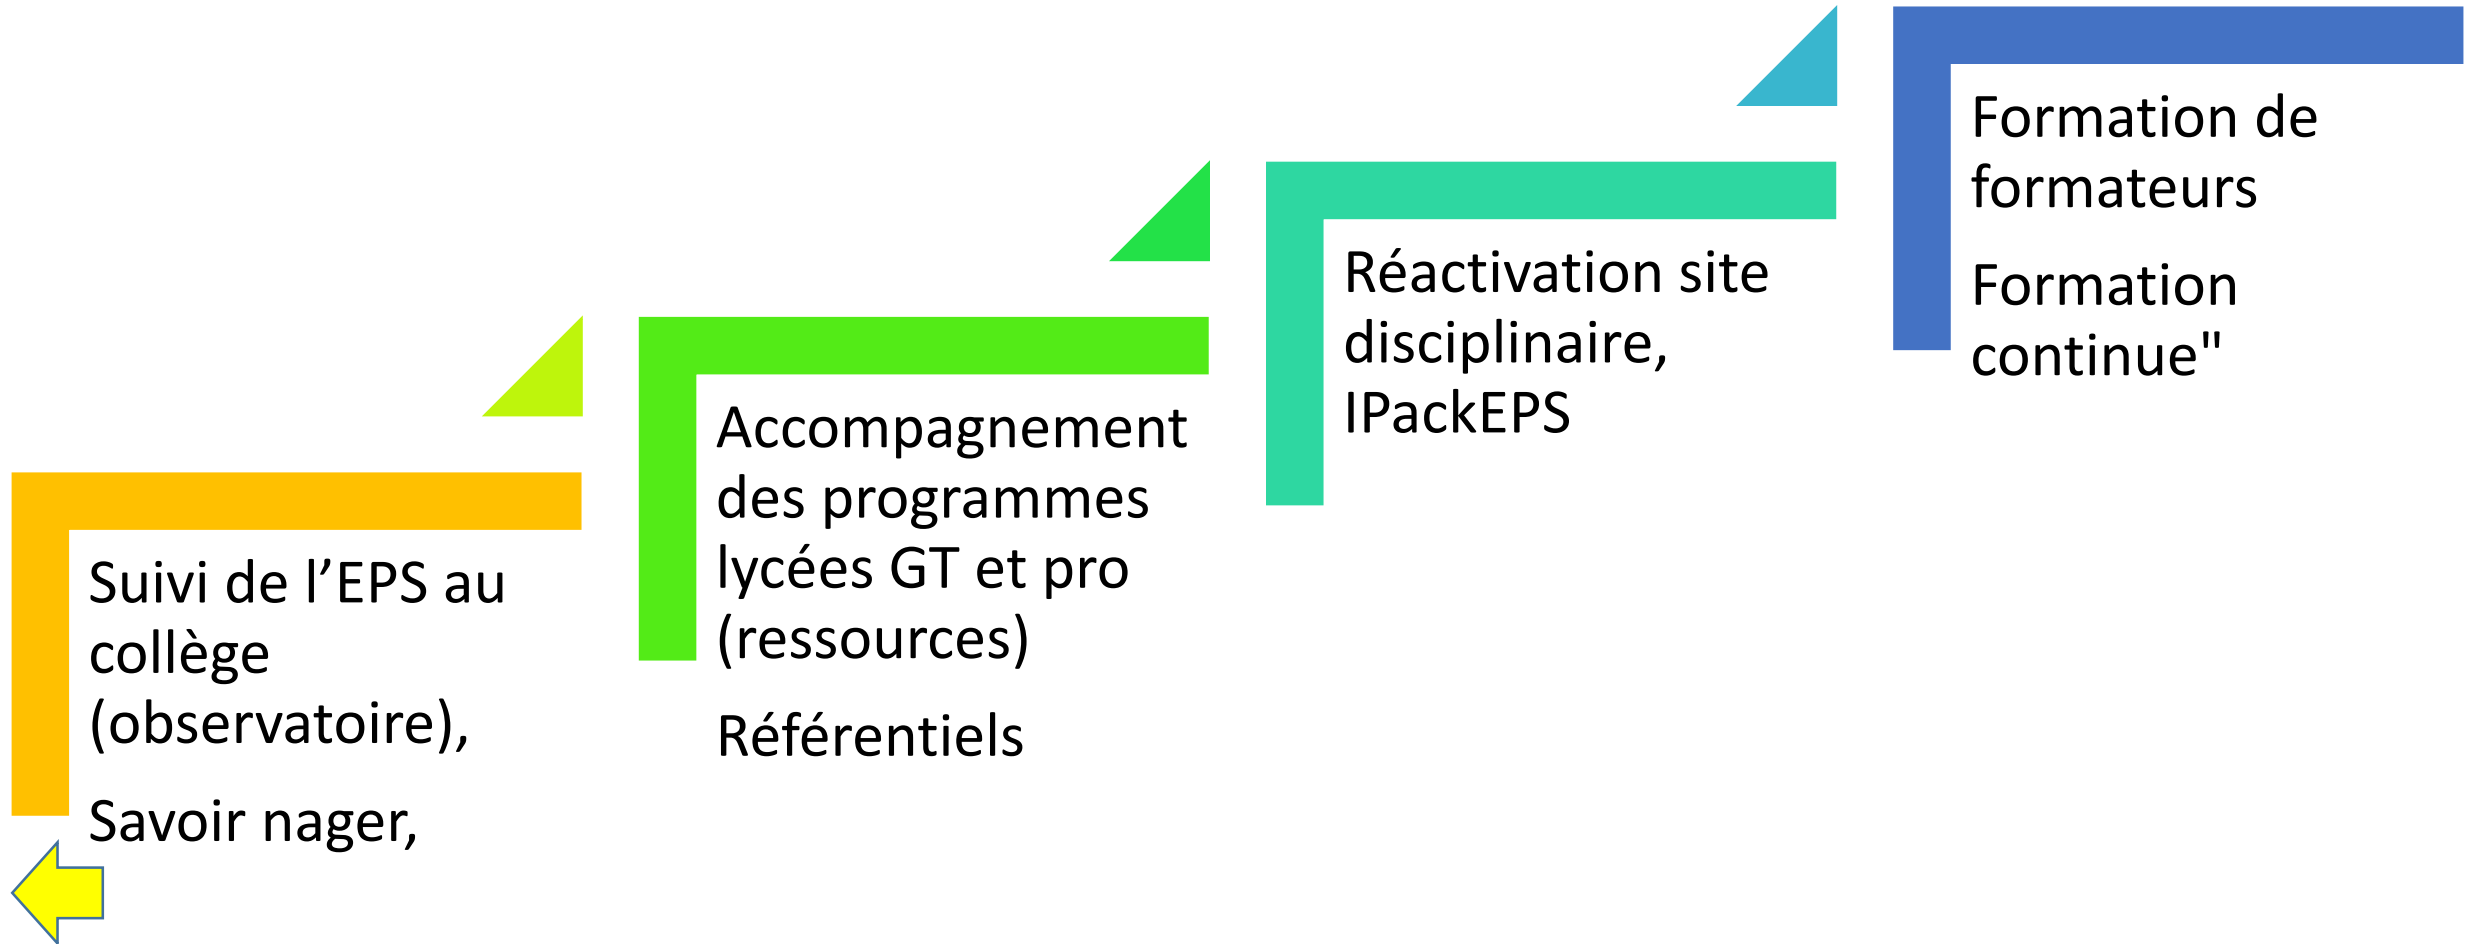 Suivi de l’EPS au
collège
(observatoire),
Savoir nager,
Accompagnement
des programmes
lycées GT et pro
(ressources)
Référentiels
Réactivation site
disciplinaire,
IPackEPS
Formation de
formateurs
Formation
continue"